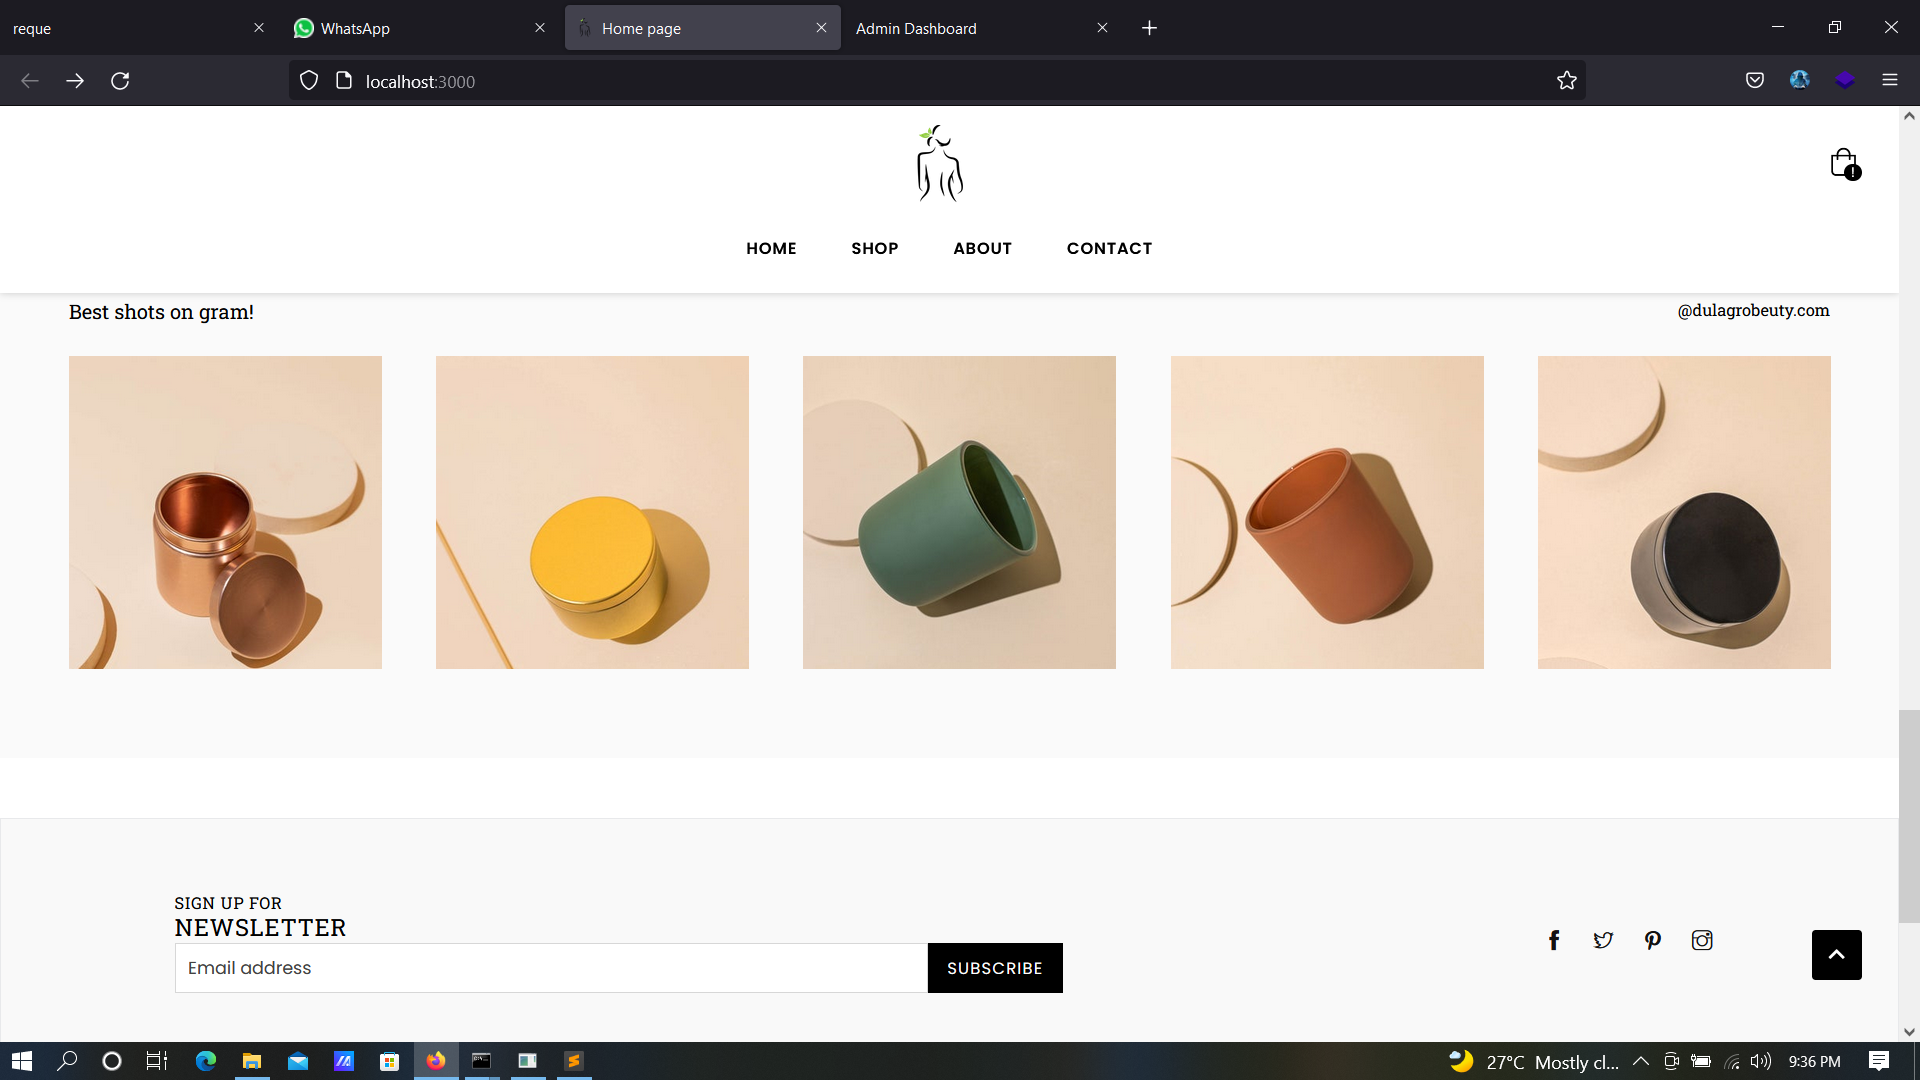 reque
WhatsApp
Home page
Admin Dashboard
localhost:3000
!
HOME SHOP ABOUT CONTACT
Best shots on gram!
@dulagrobeuty.com
SIGN UP FOR
NEWSLETTER
Email address
SUBSCRIBE
27°C Mostly cl...
9:36 PM